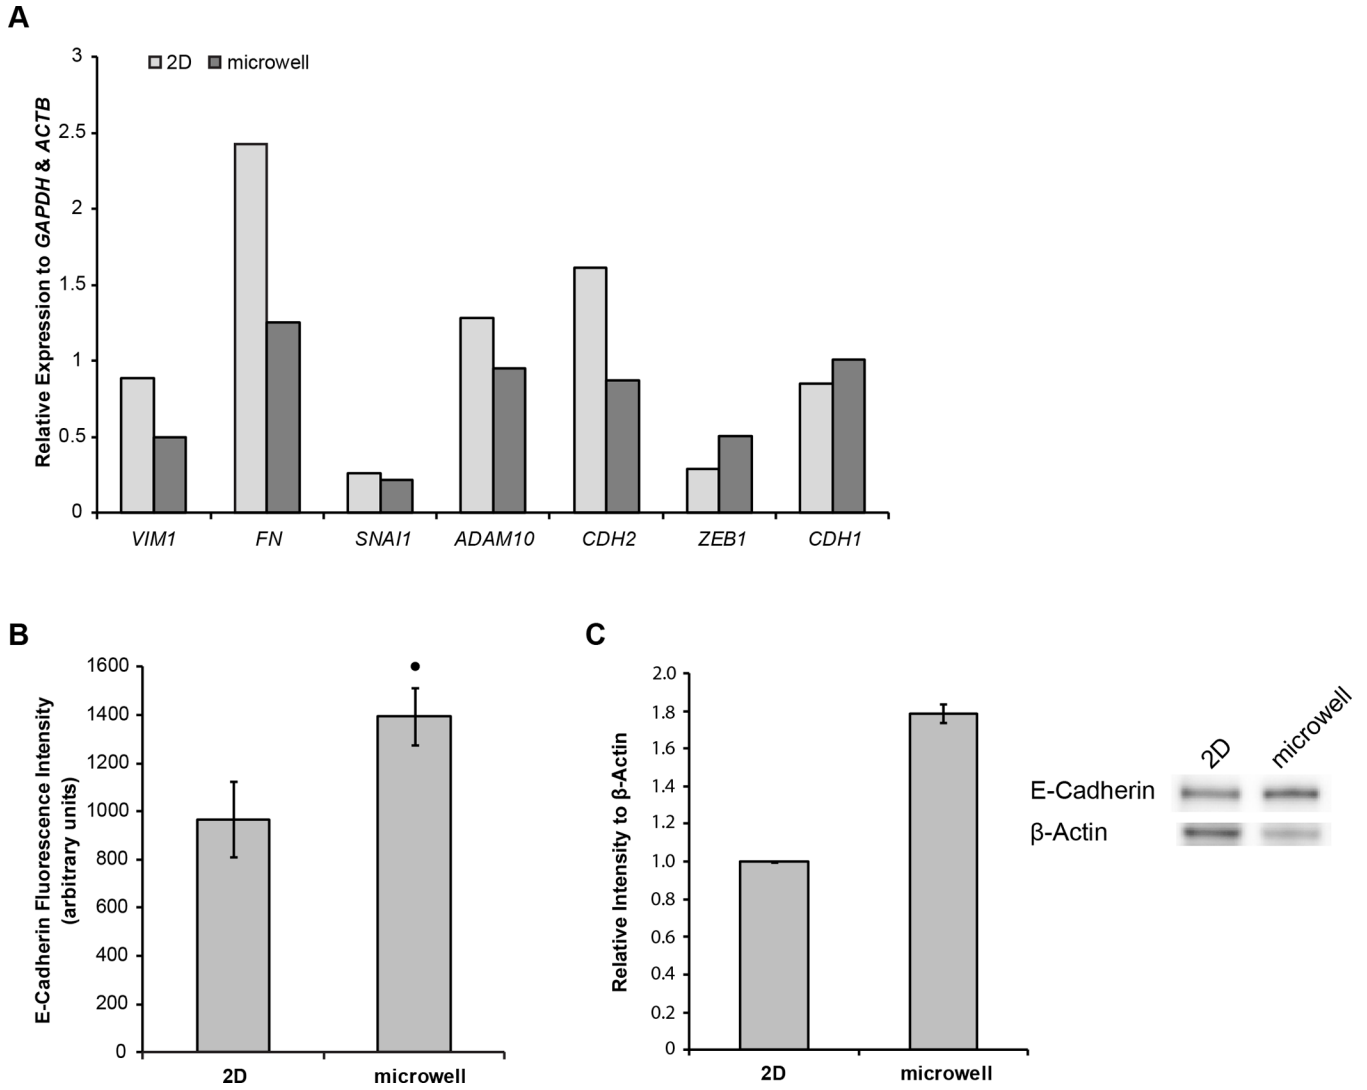 A
3
2.5
2
1.5
1
0.5
0
Relative Expression to GAPDH & ACTB
2D microwell
VIM1 FN SNAI1 ADAM10 CDH2 ZEB1 CDH1
B
1600
1400
1200
1000
800
600
400
200
0
E-Cadherin Fluorescence Intensity
(arbitrary units)
2D microwell
C
2.0
1.8
1.6
1.4
1.2
1.0
0.8
0.6
0.4
0.2
0
Relative Intensity to β-Actin
2D microwell
2D microwell
E-Cadherin
β-Actin